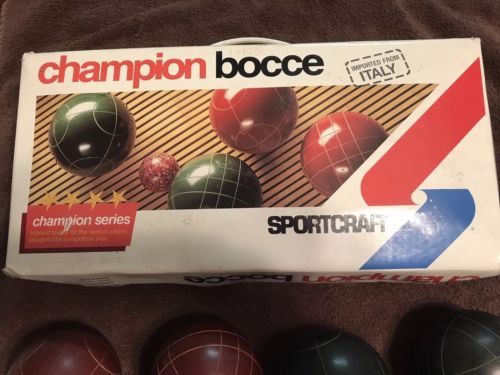 champion bocce
IMPORTED FROM
ITALY
champion series
Highest quality for the serious player.
Designed for competitive play.
SPORTCRAFT
®
champion bocce